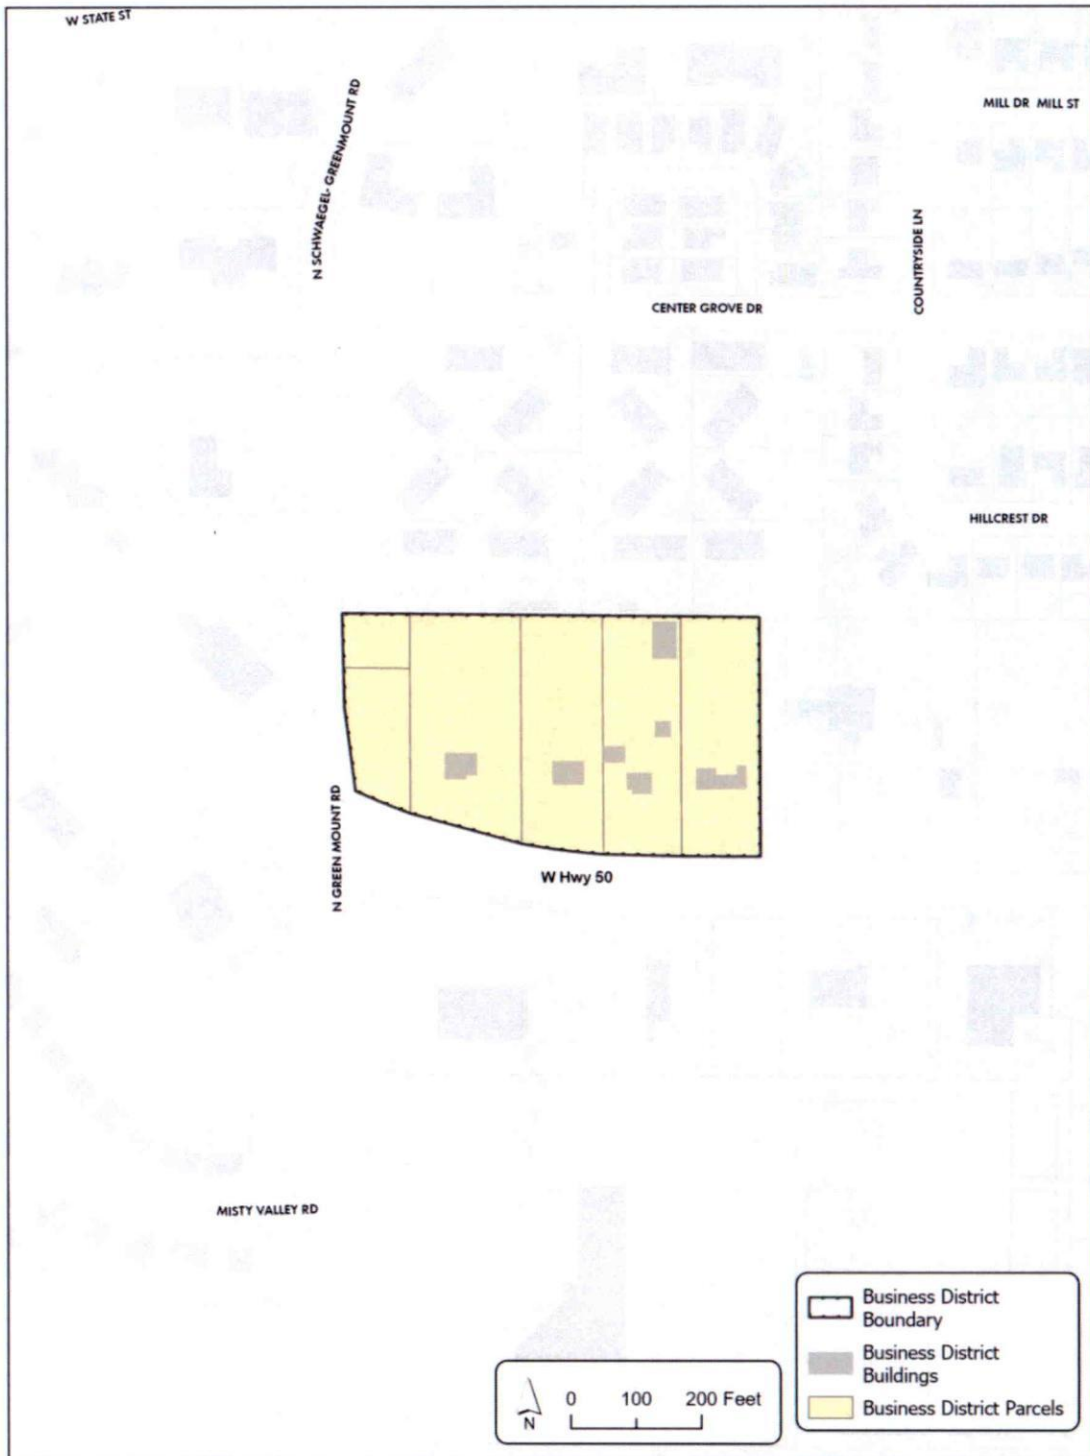 W STATE ST
N SCHWAEGEL- GREENMOUNT RD
MILL DR MILL ST
COUNTRYSIDE LN
CENTER GROVE DR
HILLCREST DR
N GREEN MOUNT RD
W Hwy 50
MISTY VALLEY RD
N
0 100 200 Feet
Business District
Boundary
Business District
Buildings
Business District Parcels